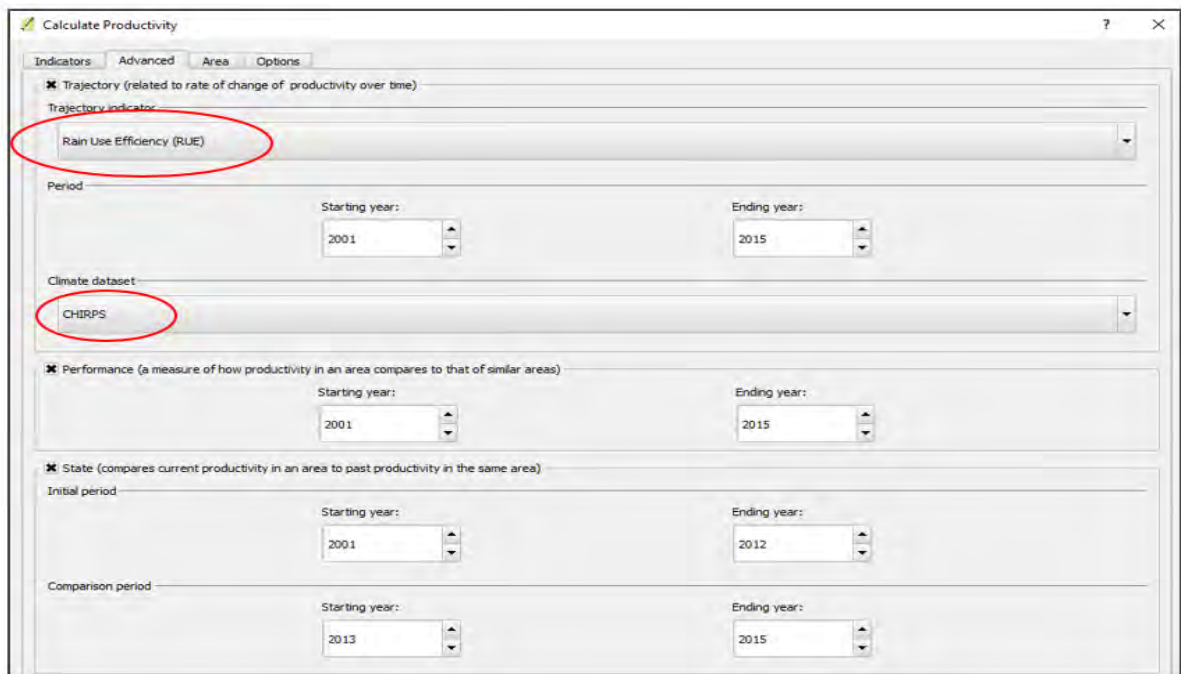 Calculate Productivity ?
Indicators Advanced Area Options
Trajectory (related to rate of change of productivity over time)
Trajectory indicator
Rain Use Efficiency (RUE)
Period
Starting year: Ending year:
2001 2015
Climate dataset
CHIRPS
Performance (a measure of how productivity in an area compares to that of similar areas)
Starting year: Ending year:
2001 2015
State (compares current productivity in an area to past productivity in the same area)
Initial period
Starting year: Ending year:
2001 2012
Comparison period
Starting year: Ending year:
2013 2015